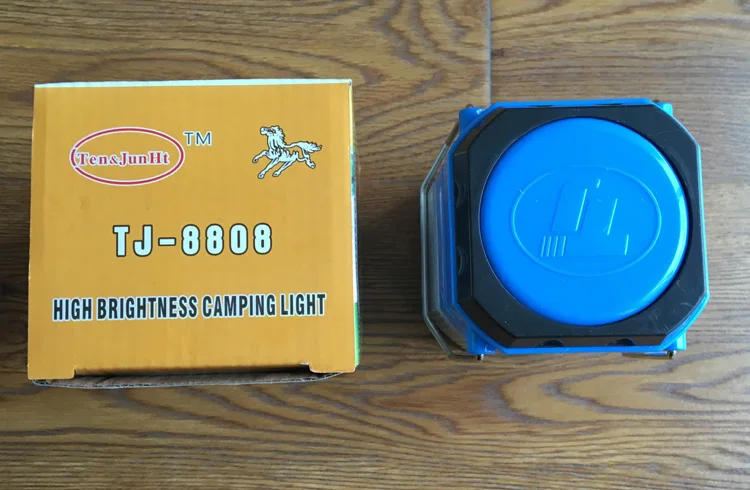 Ten&JunHt TM
TJ-8808
HIGH BRIGHTNESS CAMPING LIGHT